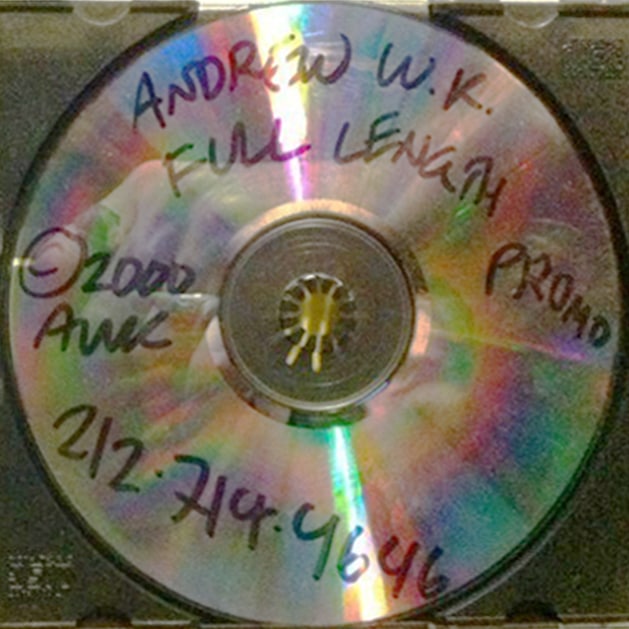 ANDREW W.K.
FULL LENGTH
©2000
AWK
PROMO
212.714.4646